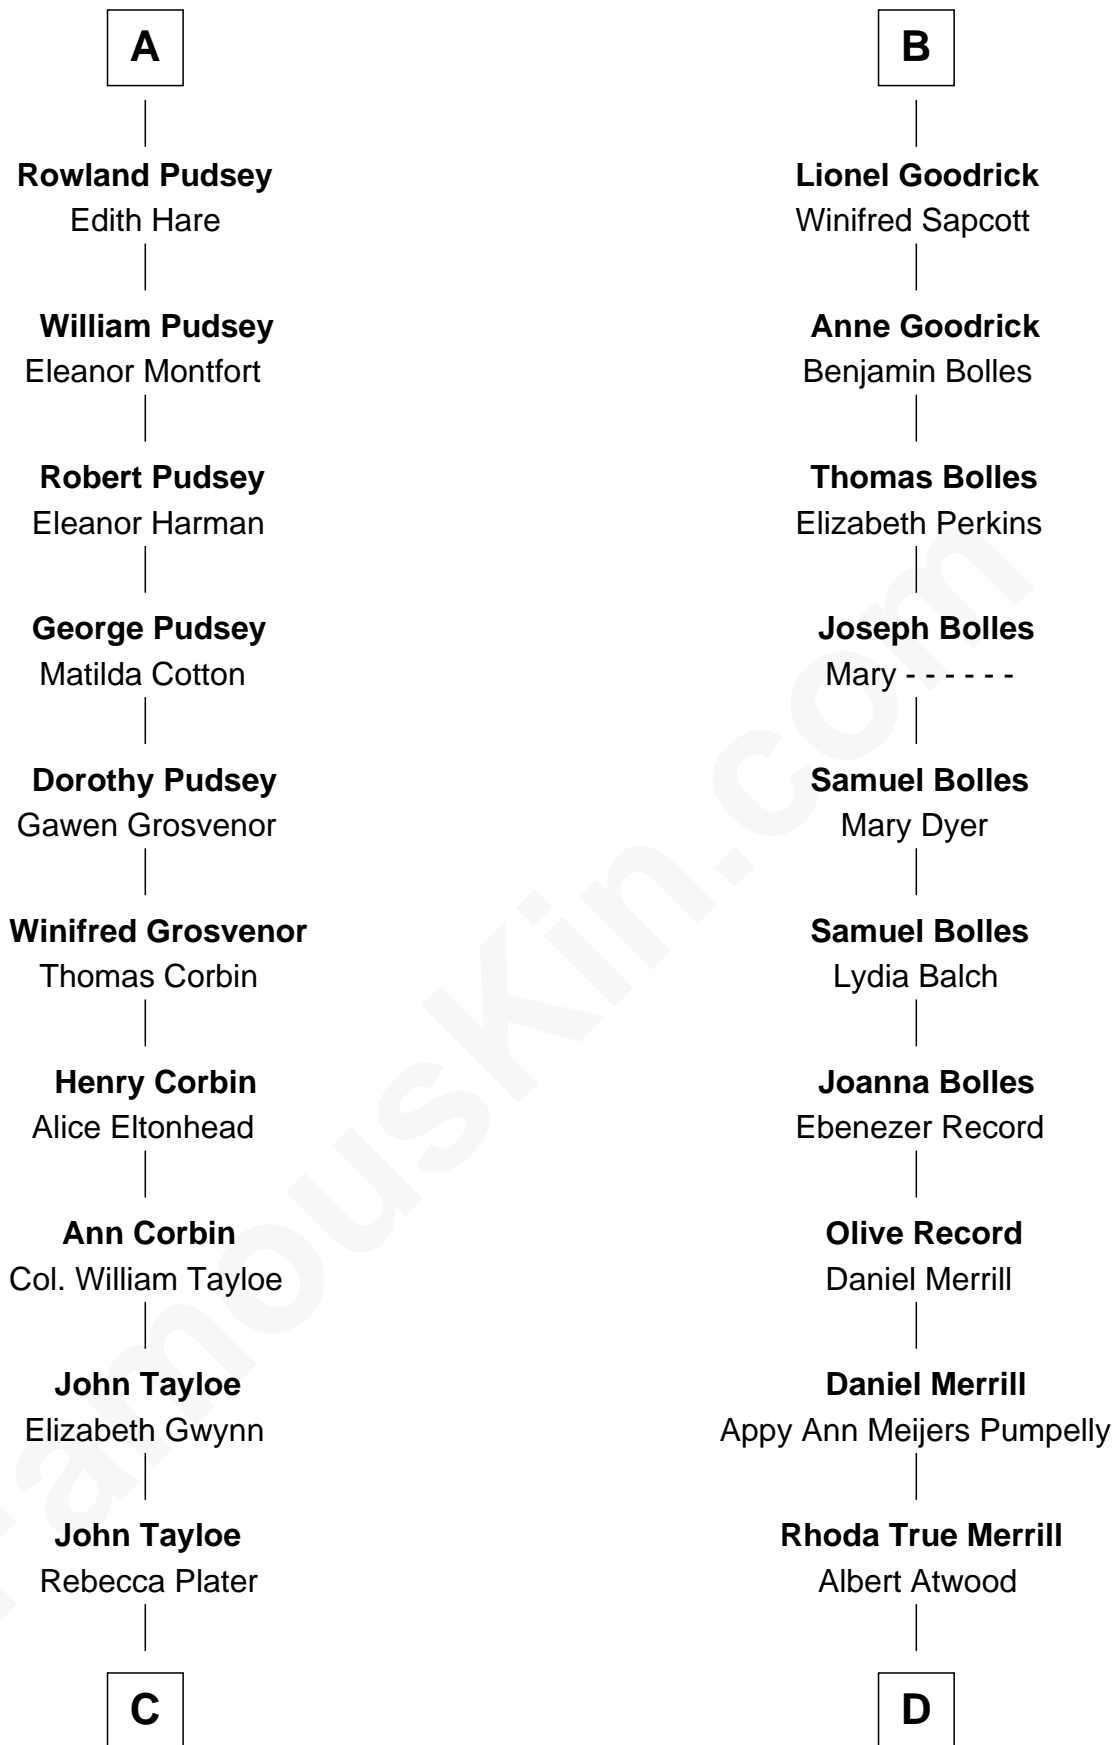 A
Rowland Pudsey
Edith Hare
William Pudsey
Eleanor Montfort
Robert Pudsey
Eleanor Harman
George Pudsey
Matilda Cotton
Dorothy Pudsey
Gawen Grosvenor
Winifred Grosvenor
Thomas Corbin
Henry Corbin
Alice Eltonhead
Ann Corbin
Col. William Tayloe
John Tayloe
Elizabeth Gwynn
John Tayloe
Rebecca Plater
C
B
Lionel Goodrick
Winifred Sapcott
Anne Goodrick
Benjamin Bolles
Thomas Bolles
Elizabeth Perkins
Joseph Bolles
Mary - - - - - -
Samuel Bolles
Mary Dyer
Samuel Bolles
Lydia Balch
Joanna Bolles
Ebenezer Record
Olive Record
Daniel Merrill
Daniel Merrill
Appy Ann Meijers Pumpelly
Rhoda True Merrill
Albert Atwood
D
FamousKin.com